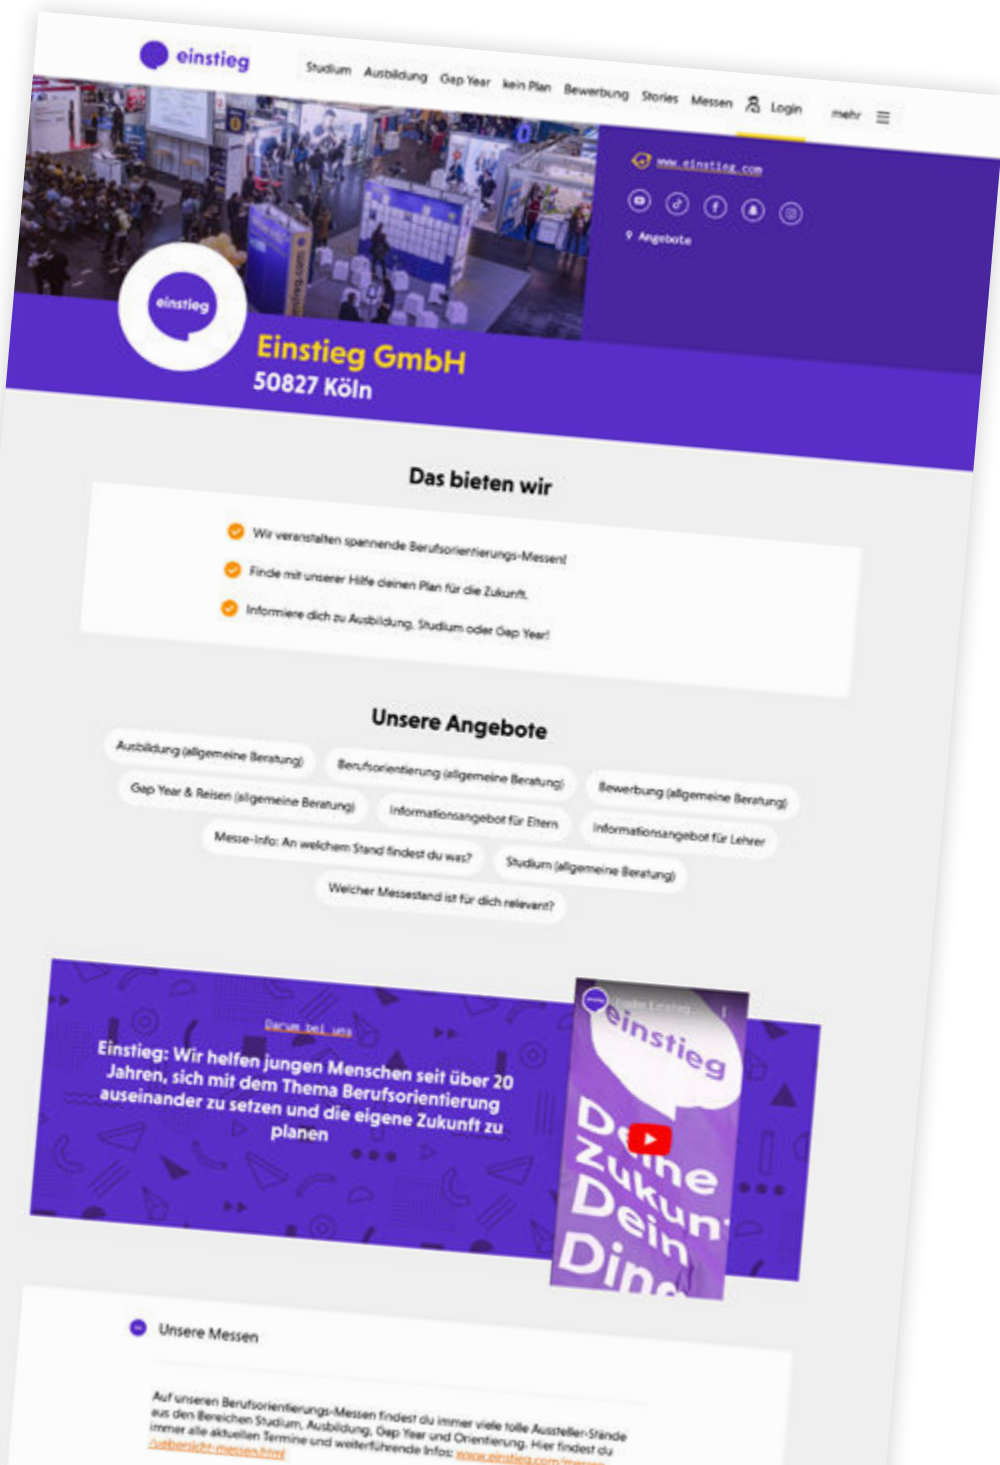 einstieg
Studium Ausbildung Gap Year kein Plan Bewerbung Stories Messen Login mehr
www.einstieg.com
Angebote
einstieg
Einstieg GmbH
50827 Köln
Das bieten wir
Wir veranstalten spannende Berufsorientierungs-Messen!
Finde mit unserer Hilfe deinen Plan für die Zukunft.
Informiere dich zu Ausbildung, Studium oder Gap Year!
Unsere Angebote
Ausbildung (allgemeine Beratung) Berufsorientierung (allgemeine Beratung) Bewerbung (allgemeine Beratung)
Gap Year & Reisen (allgemeine Beratung) Informationsangebot für Eltern Informationsangebot für Lehrer
Messe-Info: An welchem Stand findest du was? Studium (allgemeine Beratung)
Welcher Messestand ist für dich relevant?
Darum bei uns
Einstieg: Wir helfen jungen Menschen seit über 20
Jahren, sich mit dem Thema Berufsorientierung
auseinander zu setzen und die eigene Zukunft zu
planen
einstieg
Deine
Zukunft
Dein
Ding
Unsere Messen
Auf unseren Berufsorientierungs-Messen findest du immer viele tolle Aussteller-Stände
aus den Bereichen Studium, Ausbildung, Gap Year und Orientierung. Hier findest du
immer alle aktuellen Termine und weiterführende Infos: www.einstieg.com/messen
/uebersicht-messen.html